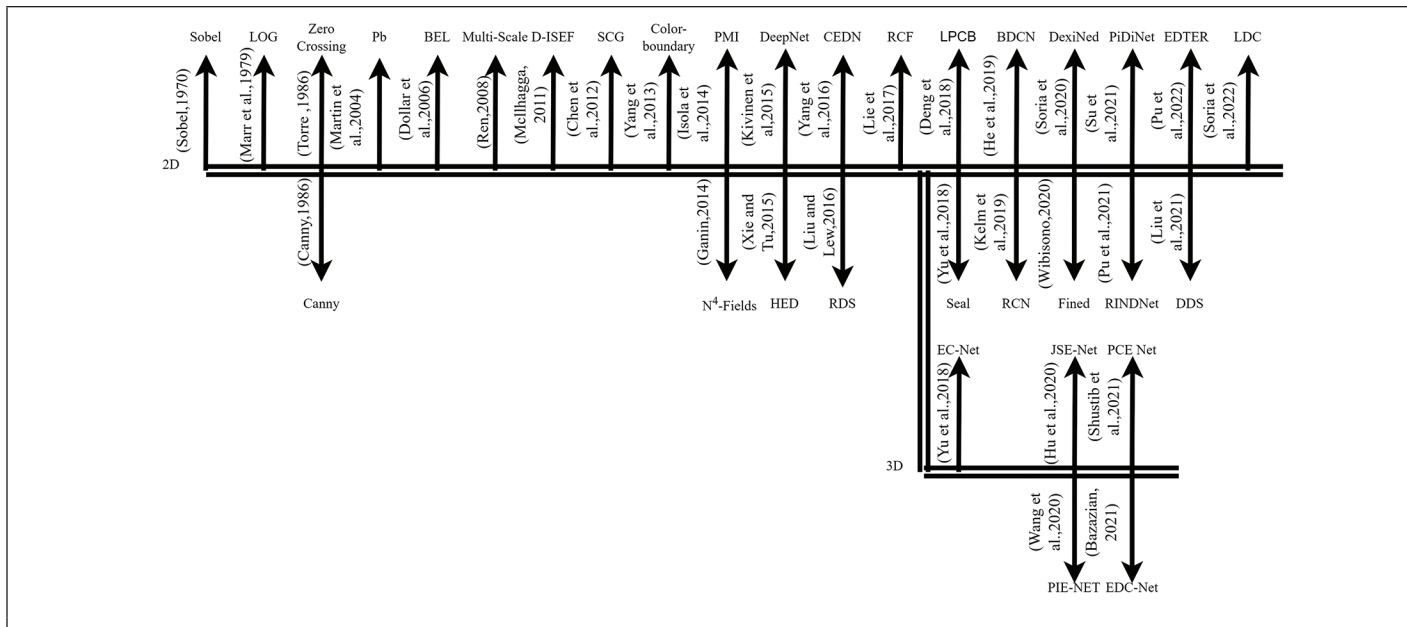 Sobel
LOG
Zero
Crossing
Pb
BEL
Multi-Scale
D-ISEF
SCG
Color-
boundary
PMI
DeepNet
CEDN
RCF
LPCB
BDCN
DexiNed
PiDiNet
EDTER
LDC
(Sobel,1970)
(Marr et al.,1979)
(Torre ,1986)
(Martin et
al.,2004)
(Dollar et
al.,2006)
(Ren,2008)
(Mcllhagga,
2011)
(Chen et
al.,2012)
(Yang et
al.,2013)
(Isola et
al.,2014)
(Kivinen et
al,2015)
(Yang et
al.,2016)
(Lie et
al.,2017)
(Deng et
al.,2018)
(He et al.,2019)
(Soria et
al.,2020)
(Su et
al.,2021)
(Pu et
al.,2022)
(Soria et
al.,2022)
2D
(Canny,1986)
(Ganin,2014)
(Xie and
Tu,2015)
(Liu and
Lew,2016)
(Yu et al.,2018)
(Kelm et
al.,2019)
(Wibisono,2020)
(Pu et al.,2021)
(Liu et
al.,2021)
Canny
N⁴-Fields
HED
RDS
Seal
RCN
Fined
RINDNet
DDS
EC-Net
JSE-Net
PCE Net
(Yu et al.,2018)
(Hu et al.,2020)
(Shustib et
al.,2021)
3D
(Wang et
al.,2020)
(Bazazian,
2021)
PIE-NET
EDC-Net